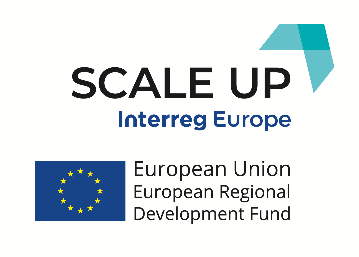 SCALE UP
Interreg Europe
European Union
European Regional
Development Fund